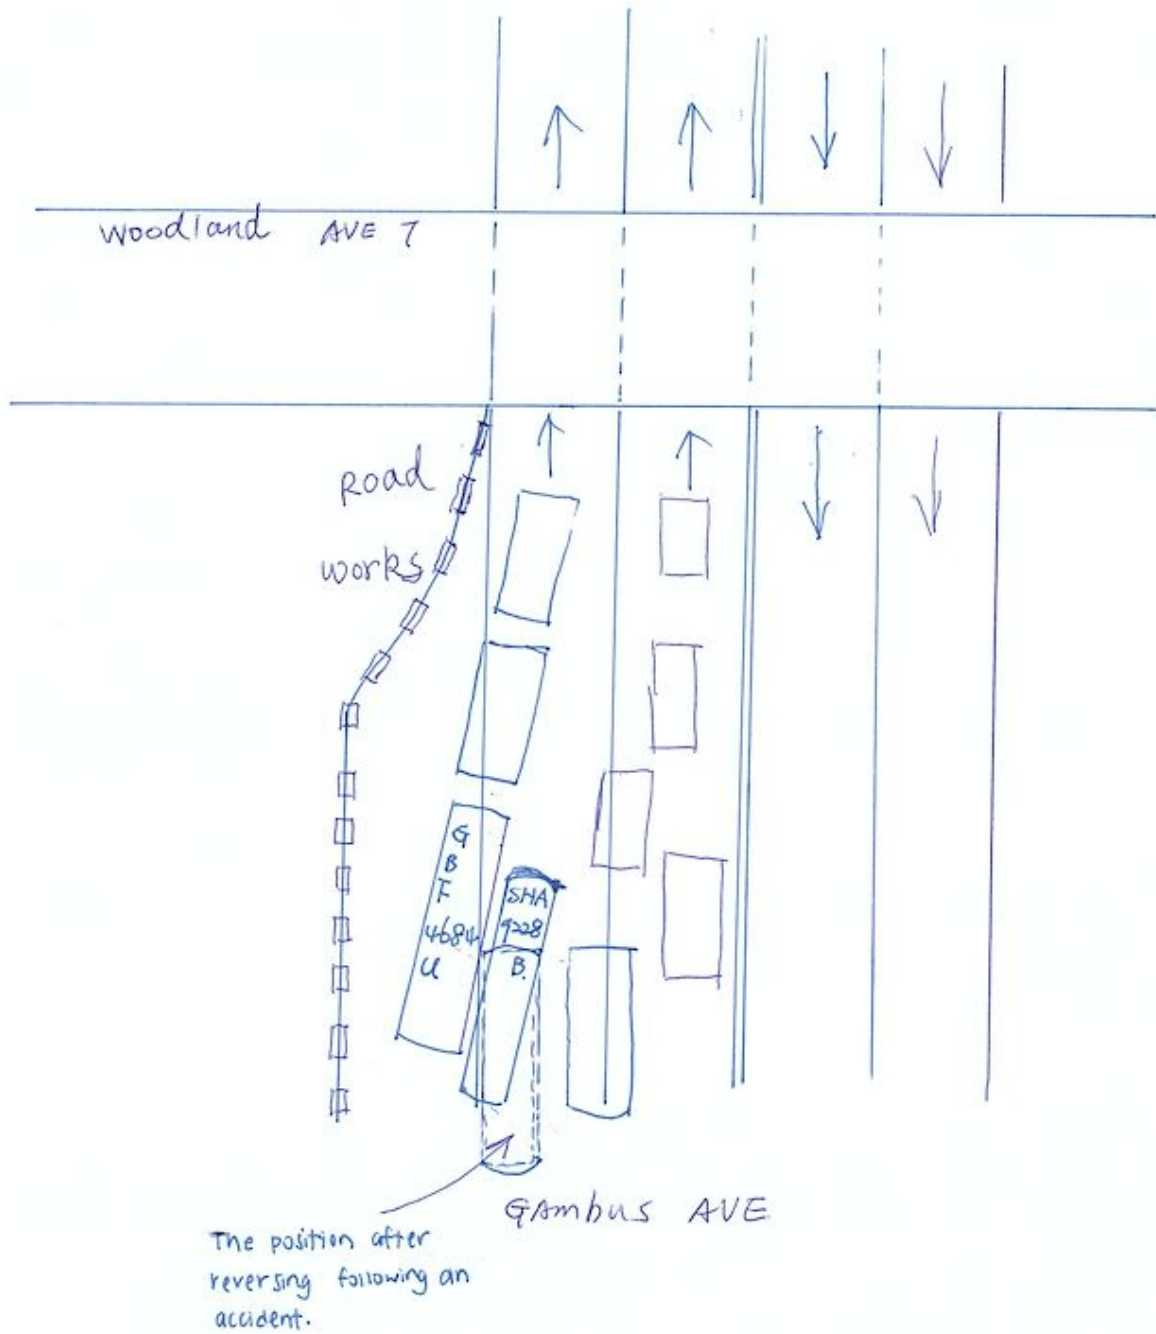 Woodland AVE 7
Road
works
G
B
F
4684
U
SHA
9228
B.
GAmbus AVE
The position after
reversing following an
accident.